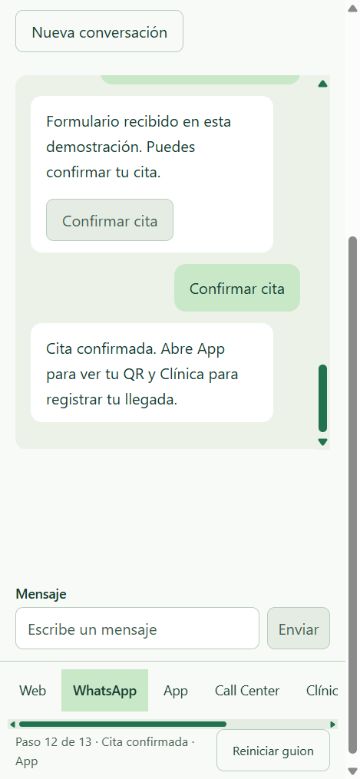 Nueva conversación
Formulario recibido en esta
demostración. Puedes
confirmar tu cita.
Confirmar cita
Confirmar cita
Cita confirmada. Abre App
para ver tu QR y Clínica para
registrar tu llegada.
Mensaje
Escribe un mensaje
Enviar
Web WhatsApp App Call Center Clínic
Paso 12 de 13 · Cita confirmada ·
App
Reiniciar guion